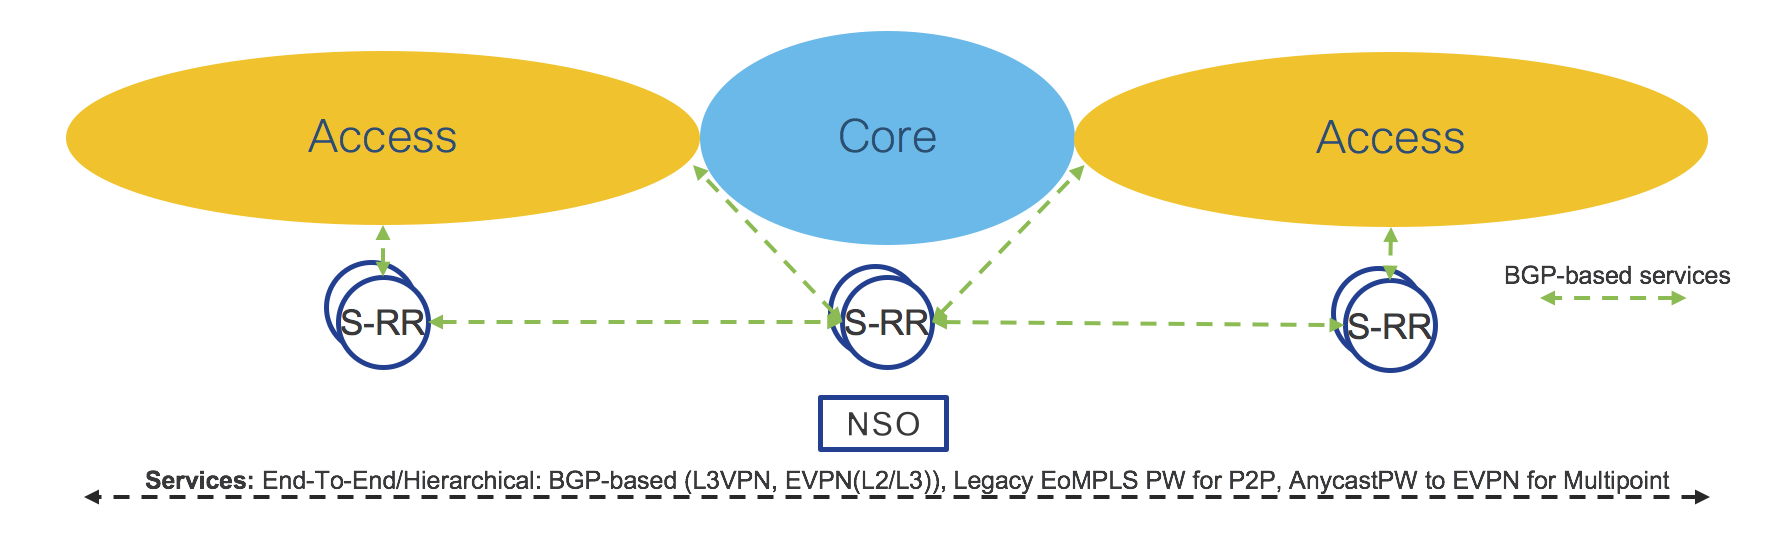 Access
Core
Access
BGP-based services
S-RR
S-RR
S-RR
NSO
Services: End-To-End/Hierarchical: BGP-based (L3VPN, EVPN(L2/L3)), Legacy EoMPLS PW for P2P, AnycastPW to EVPN for Multipoint